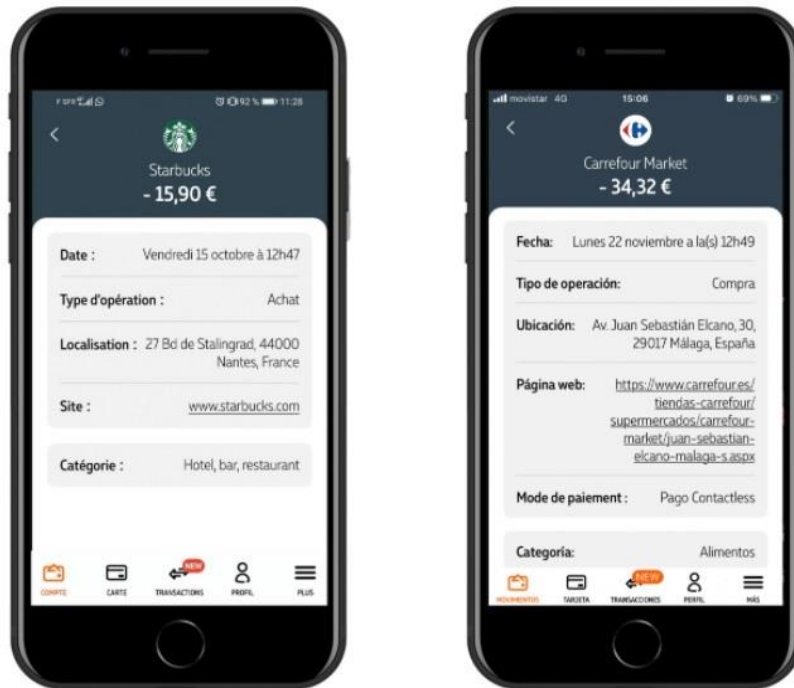 92 % 11:28
Starbucks
- 15,90 €
Date : Vendredi 15 octobre à 12h47
Type d'opération : Achat
Localisation : 27 Bd de Stalingrad, 44000
Nantes, France
Site : www.starbucks.com
Catégorie : Hotel, bar, restaurant
NEW
COMPTE CARTE TRANSACTIONS PROFIL PLUS
movistar 4G 15:06 69%
Carrefour Market
- 34,32 €
Fecha: Lunes 22 noviembre a la(s) 12h49
Tipo de operación: Compra
Ubicación: Av. Juan Sebastián Elcano, 30,
29017 Málaga, España
Página web: https://www.carrefour.es/
tiendas-carrefour/
supermercados/carrefour-
market/juan-sebastian-
elcano-malaga-s.aspx
Mode de paiement : Pago Contactless
Categoría: Alimentos
NEW
MOVIMIENTOS TARJETA TRANSACCIONES PERFIL MÁS